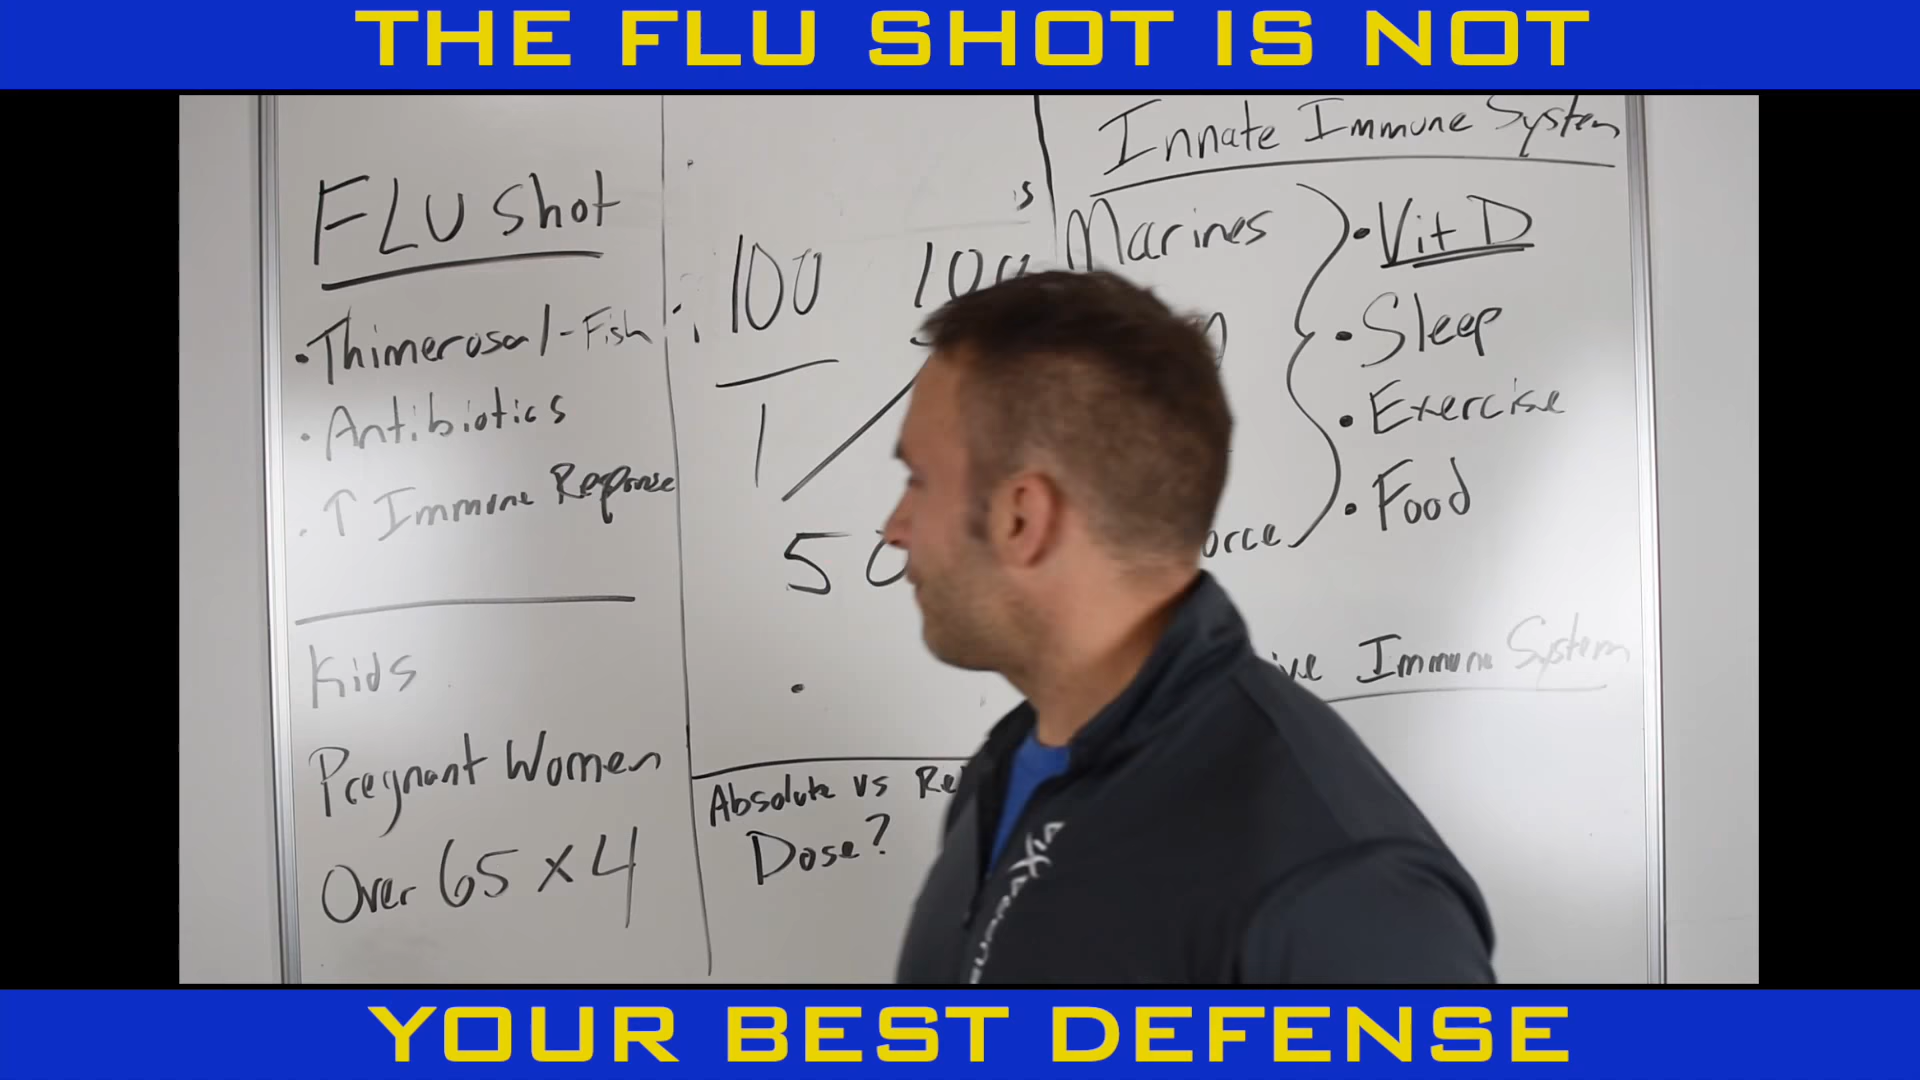 THE FLU SHOT IS NOT
FLU Shot
• Thimerosal - Fish
• Antibiotics
• ↑ Immune Response
Kids
Pregnant Women
Over 65 x 4
s
100
1
100
50
Absolute vs
Dose?
Innate Immune System
Marines
• Vit D
• Sleep
• Exercise
• Food
orce
ive Immune System
YOUR BEST DEFENSE